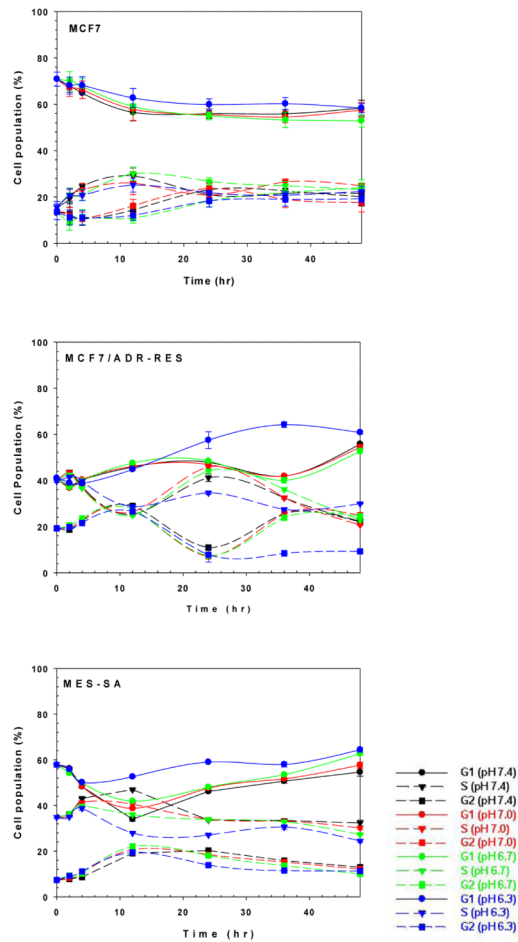 MCF7
100
80
60
40
20
0
Cell population (%)
0
10
20
30
40
Time (hr)
MCF7/ADR-RES
100
80
60
40
20
0
Cell Population (%)
0
10
20
30
40
Time (hr)
MES-SA
100
80
60
40
20
0
Cell Population (%)
0
10
20
30
40
Time (hr)
G1 (pH7.4)
S (pH7.4)
G2 (pH7.4)
G1 (pH7.0)
S (pH7.0)
G2 (pH7.0)
G1 (pH6.7)
S (pH6.7)
G2 (pH6.7)
G1 (pH6.3)
S (pH6.3)
G2 (pH6.3)